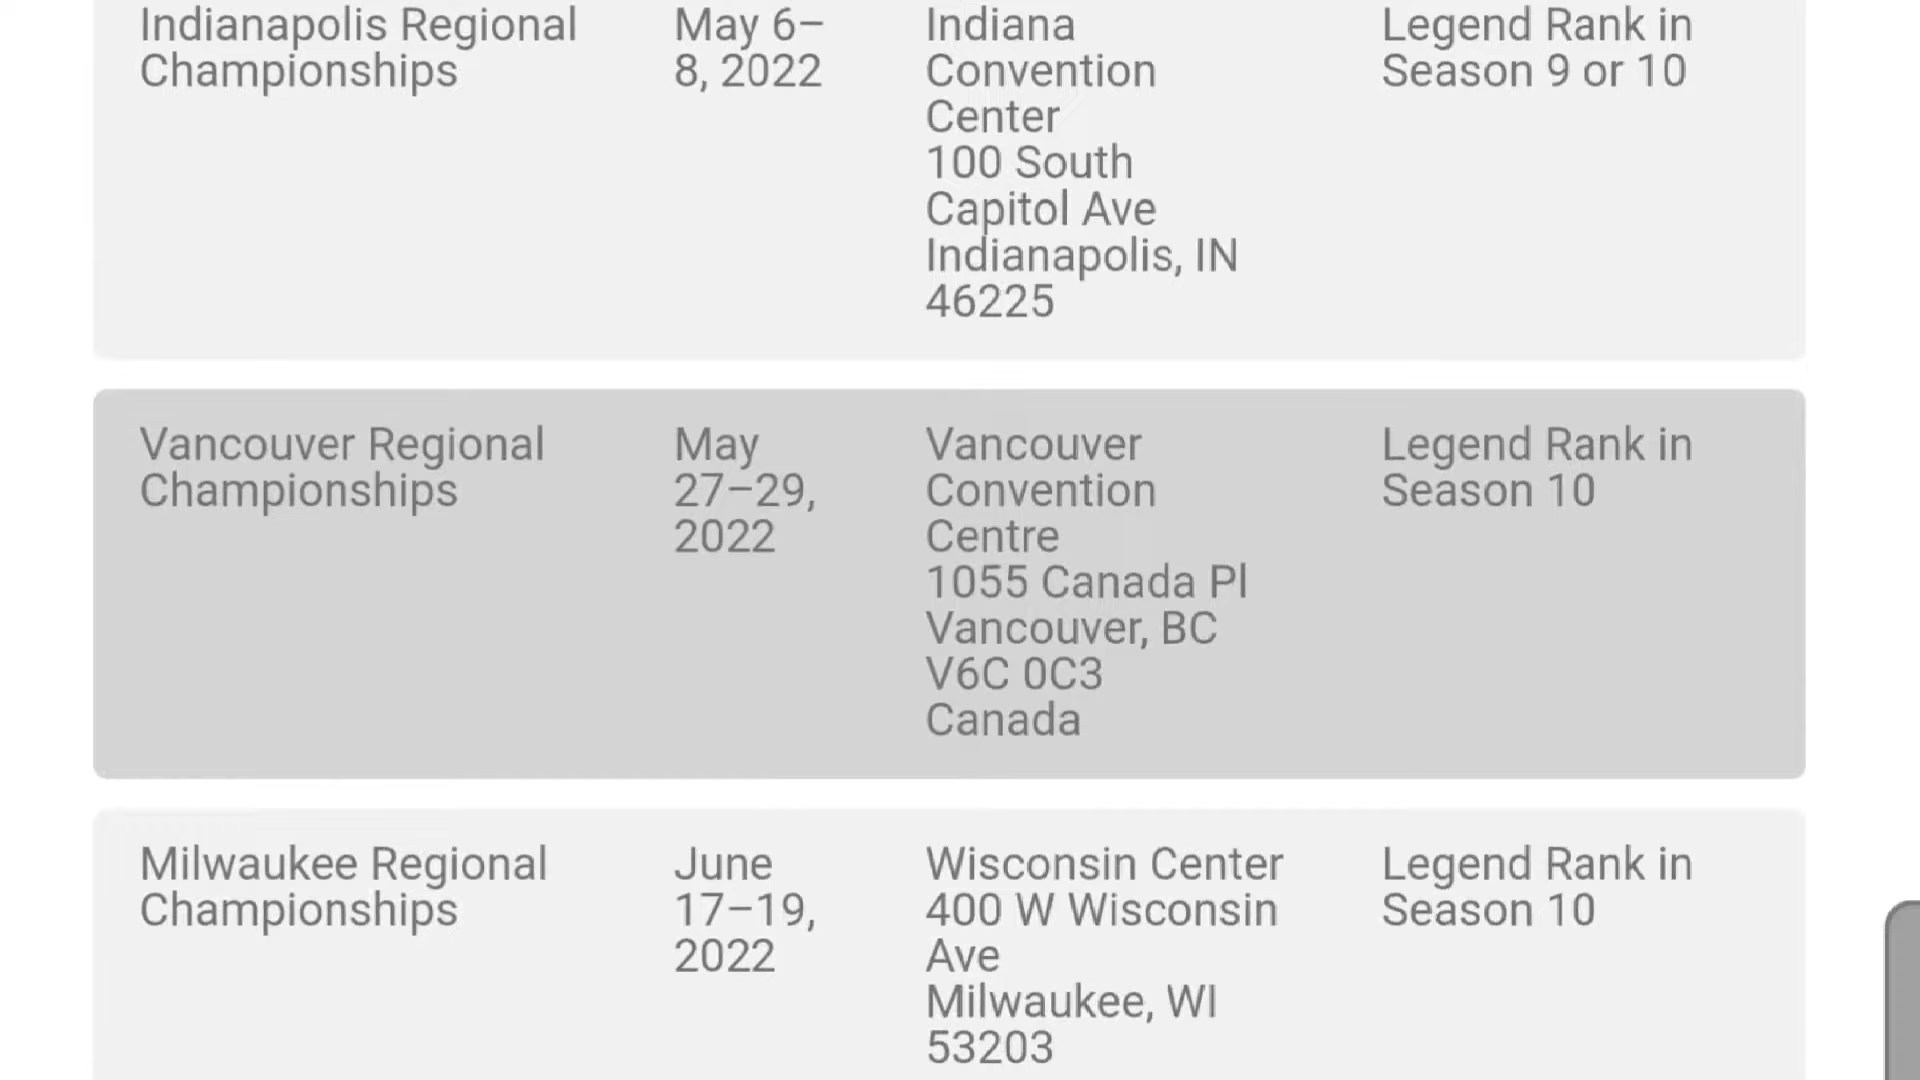 Indianapolis Regional
Championships
May 6–
8, 2022
Indiana
Convention
Center
100 South
Capitol Ave
Indianapolis, IN
46225
Legend Rank in
Season 9 or 10
Vancouver Regional
Championships
May
27–29,
2022
Vancouver
Convention
Centre
1055 Canada Pl
Vancouver, BC
V6C 0C3
Canada
Legend Rank in
Season 10
Milwaukee Regional
Championships
June
17–19,
2022
Wisconsin Center
400 W Wisconsin
Ave
Milwaukee, WI
53203
Legend Rank in
Season 10